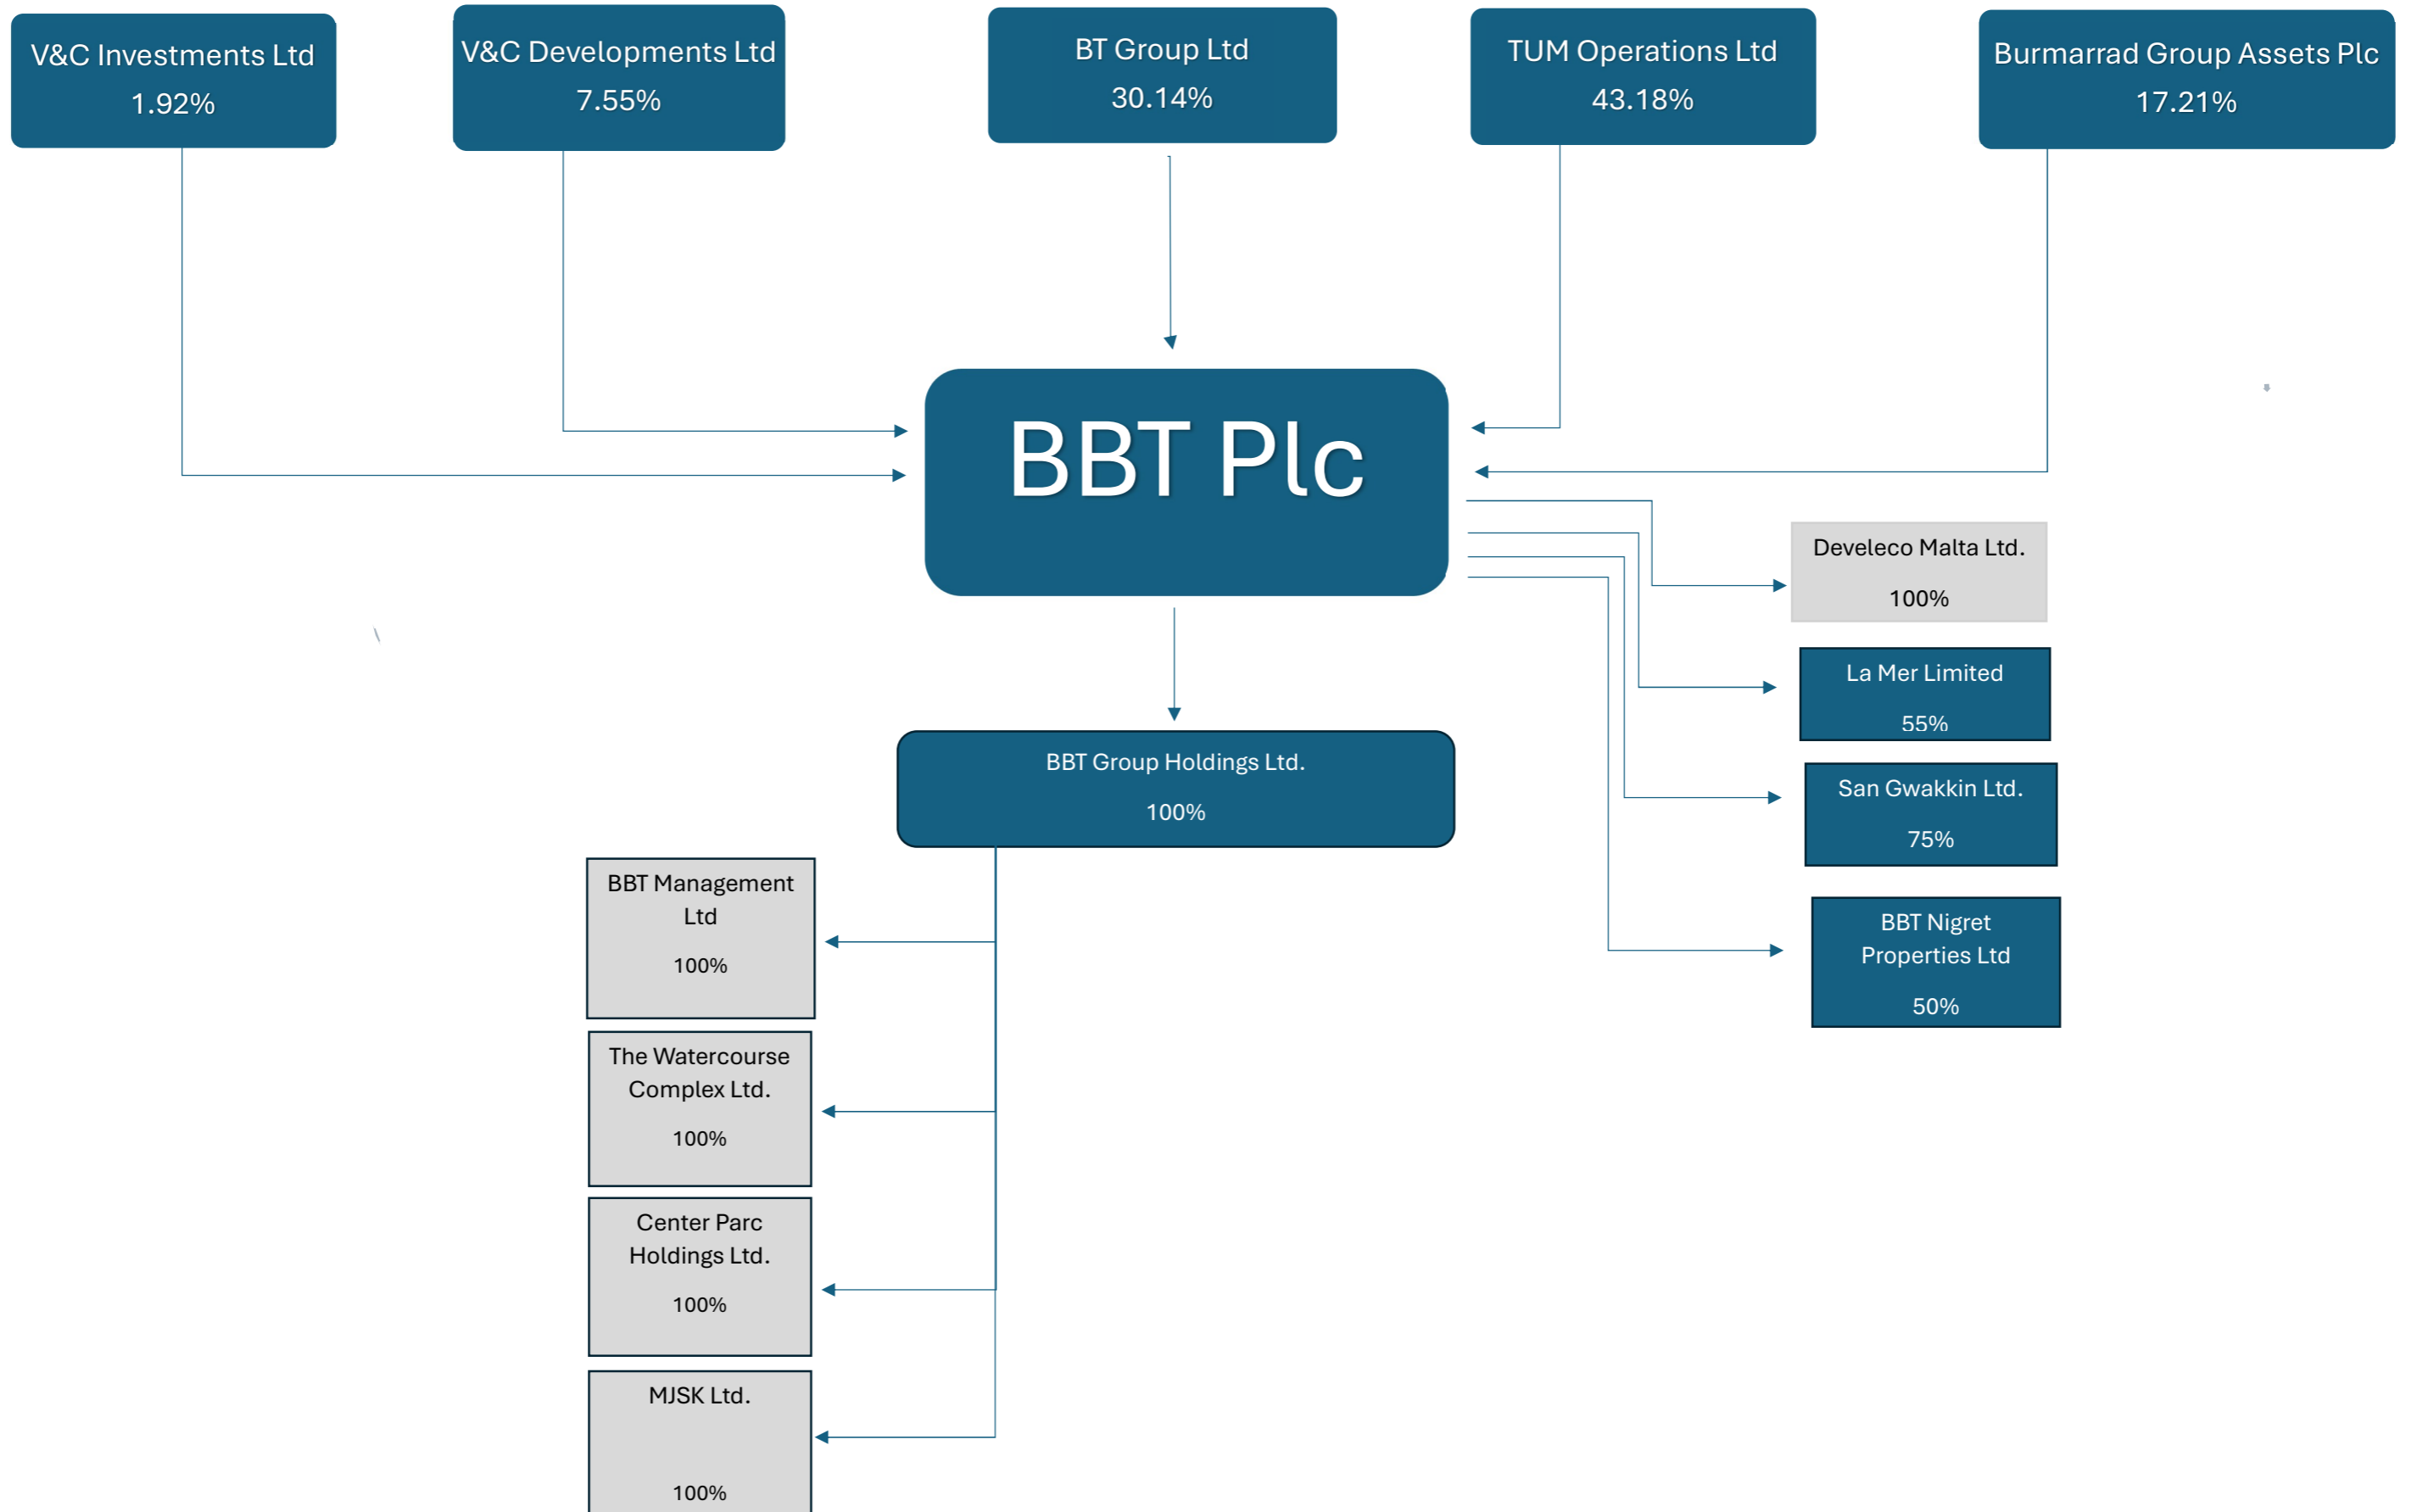 V&C Investments Ltd
1.92%
V&C Developments Ltd
7.55%
BT Group Ltd
30.14%
TUM Operations Ltd
43.18%
Burmarrad Group Assets Plc
17.21%
BBT Plc
Develeco Malta Ltd.
100%
La Mer Limited
55%
San Gwakkin Ltd.
75%
BBT Nigret
Properties Ltd
50%
BBT Group Holdings Ltd.
100%
BBT Management
Ltd
100%
The Watercourse
Complex Ltd.
100%
Center Parc
Holdings Ltd.
100%
MJSK Ltd.
100%